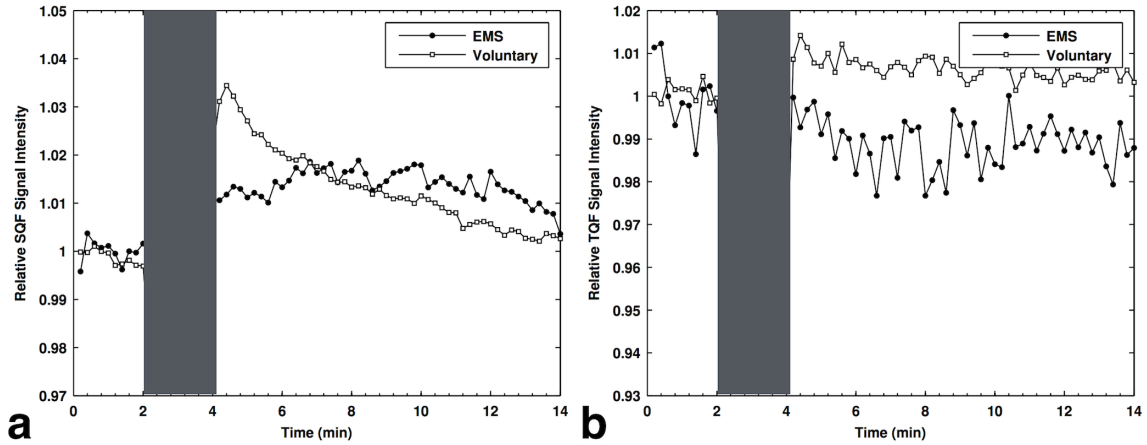 1.05
1.04
1.03
1.02
1.01
1
0.99
0.98
0.97
Relative SQF Signal Intensity
EMS
Voluntary
0 2 4 6 8 10 12 14
Time (min)
a
1.02
1.01
1
0.99
0.98
0.97
0.96
0.95
0.94
0.93
Relative TQF Signal Intensity
EMS
Voluntary
0 2 4 6 8 10 12 14
Time (min)
b